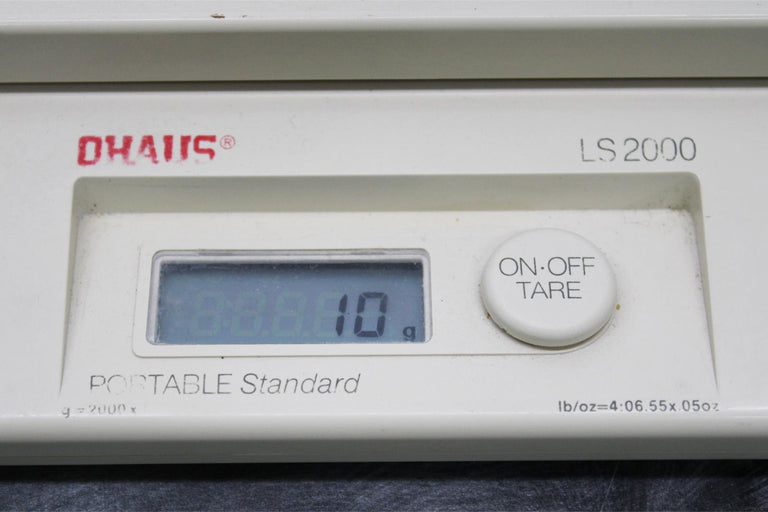 OHAUS®
LS 2000
ON·OFF
TARE
10 g
PORTABLE Standard
g = 2000 x
lb/oz=4:06.55x.05oz